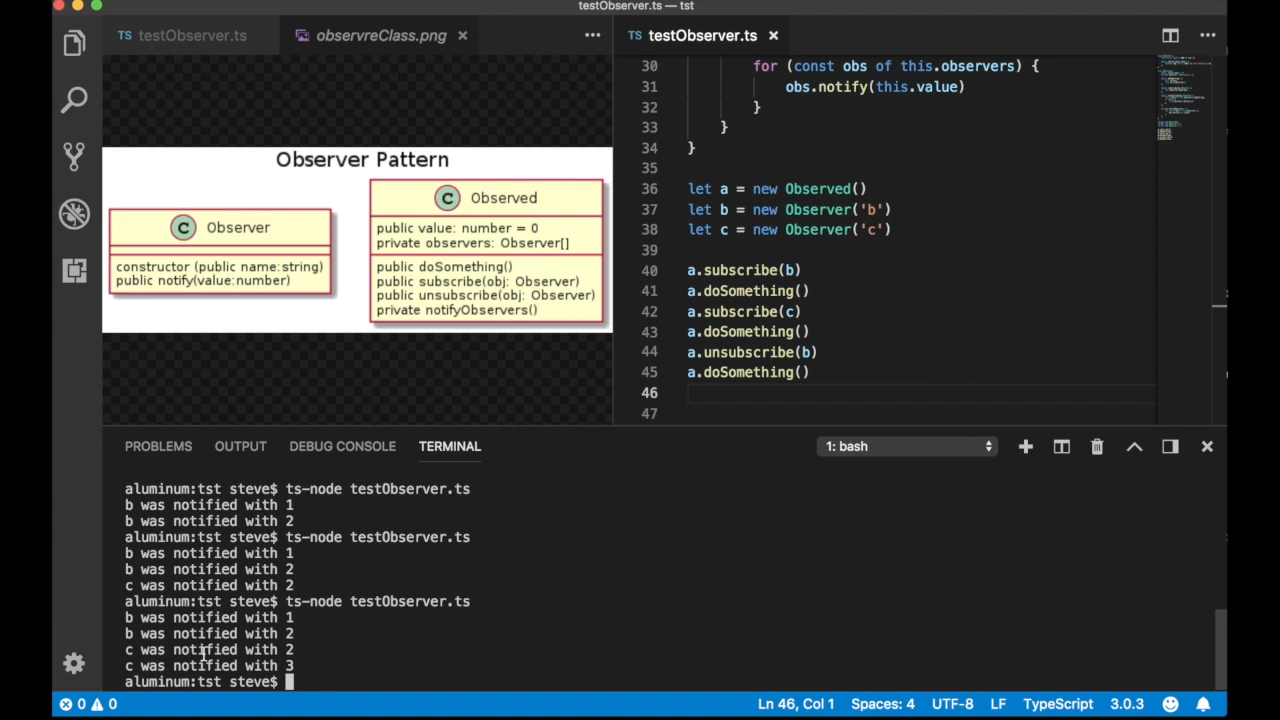 testObserver.ts — tst
TS testObserver.ts
observreClass.png
TS testObserver.ts
Observer Pattern
C Observer
constructor (public name:string)
public notify(value:number)
C Observed
public value: number = 0
private observers: Observer[]
public doSomething()
public subscribe(obj: Observer)
public unsubscribe(obj: Observer)
private notifyObservers()
30 for (const obs of this.observers) {
31 obs.notify(this.value)
32 }
33 }
34 }
35
36 let a = new Observed()
37 let b = new Observer('b')
38 let c = new Observer('c')
39
40 a.subscribe(b)
41 a.doSomething()
42 a.subscribe(c)
43 a.doSomething()
44 a.unsubscribe(b)
45 a.doSomething()
46
47
PROBLEMS OUTPUT DEBUG CONSOLE TERMINAL 1: bash
aluminum:tst steve$ ts-node testObserver.ts
b was notified with 1
b was notified with 2
aluminum:tst steve$ ts-node testObserver.ts
b was notified with 1
b was notified with 2
c was notified with 2
aluminum:tst steve$ ts-node testObserver.ts
b was notified with 1
b was notified with 2
c was notified with 2
c was notified with 3
aluminum:tst steve$
0 0 Ln 46, Col 1 Spaces: 4 UTF-8 LF TypeScript 3.0.3